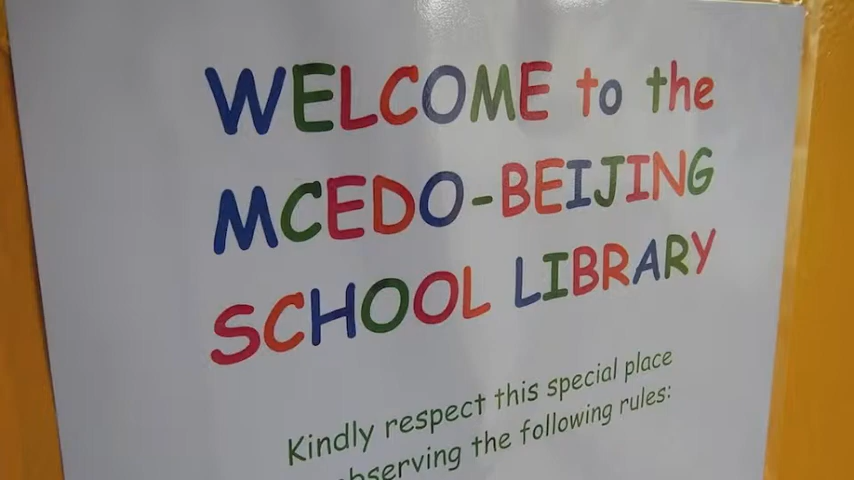 WELCOME to the
MCEDO-BEIJING
SCHOOL LIBRARY
Kindly respect this special place
observing the following rules: